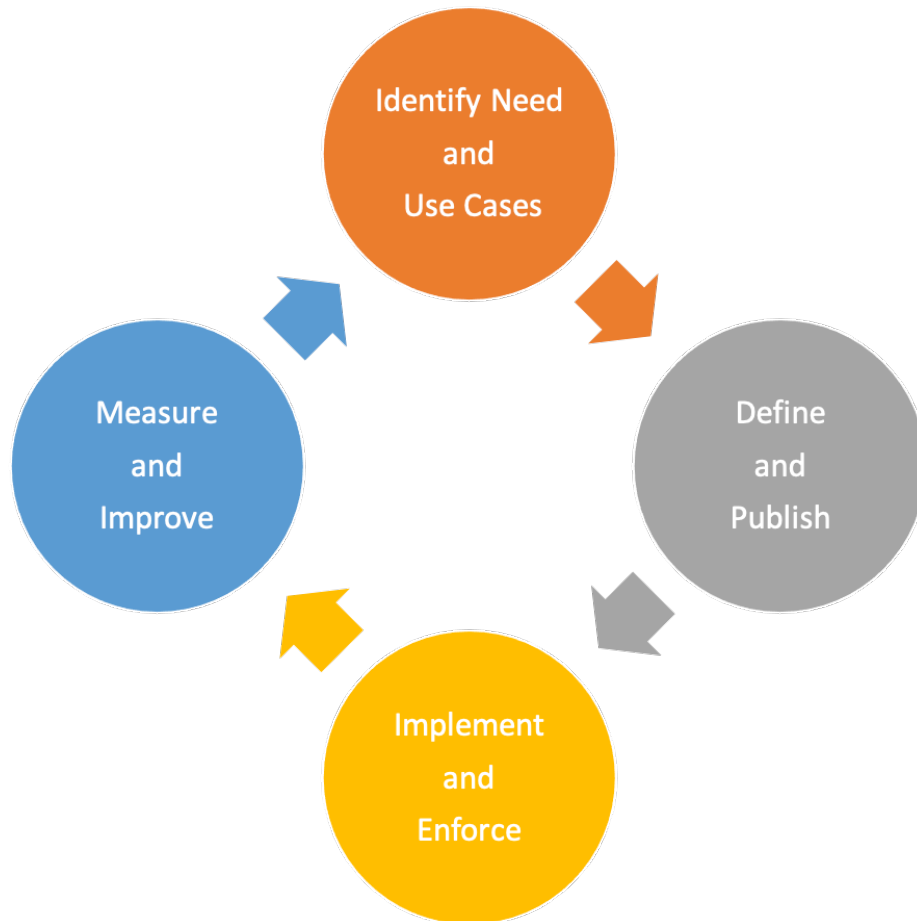 Identify Need
and
Use Cases
Define
and
Publish
Implement
and
Enforce
Measure
and
Improve